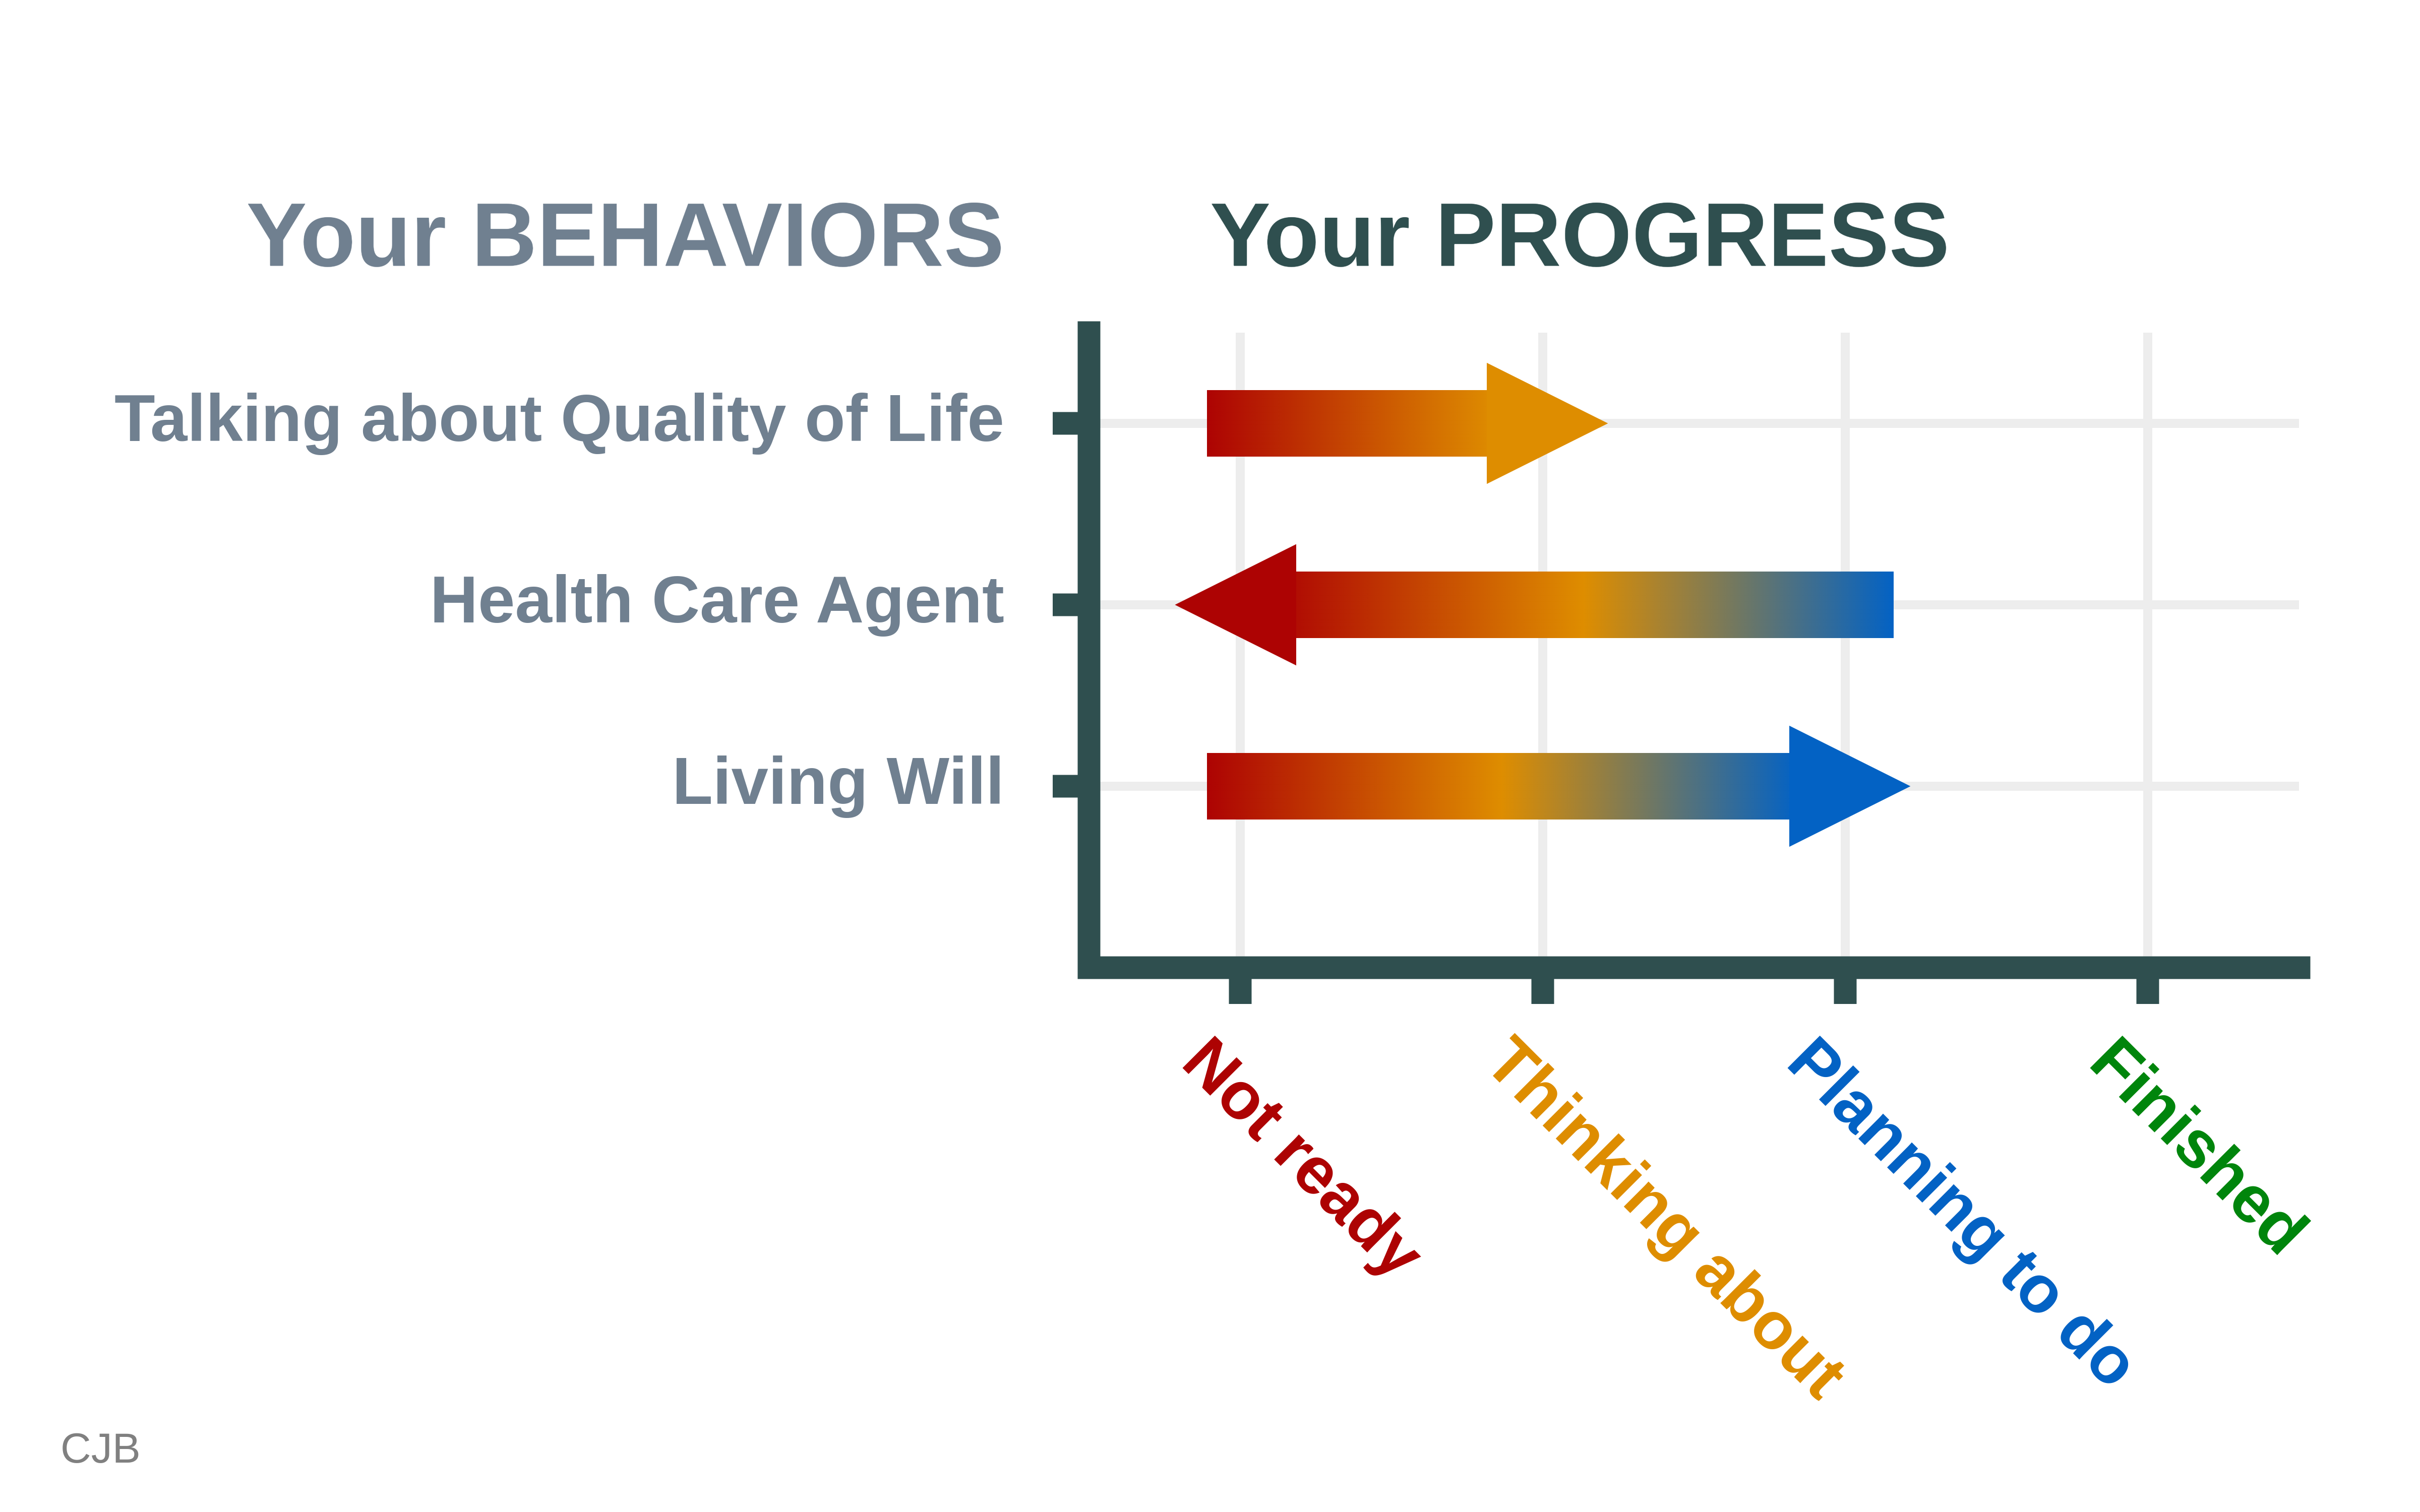 Your BEHAVIORS
Your PROGRESS
Talking about Quality of Life
Health Care Agent
Living Will
Not ready
Thinking about
Planning to do
Finished
CJB